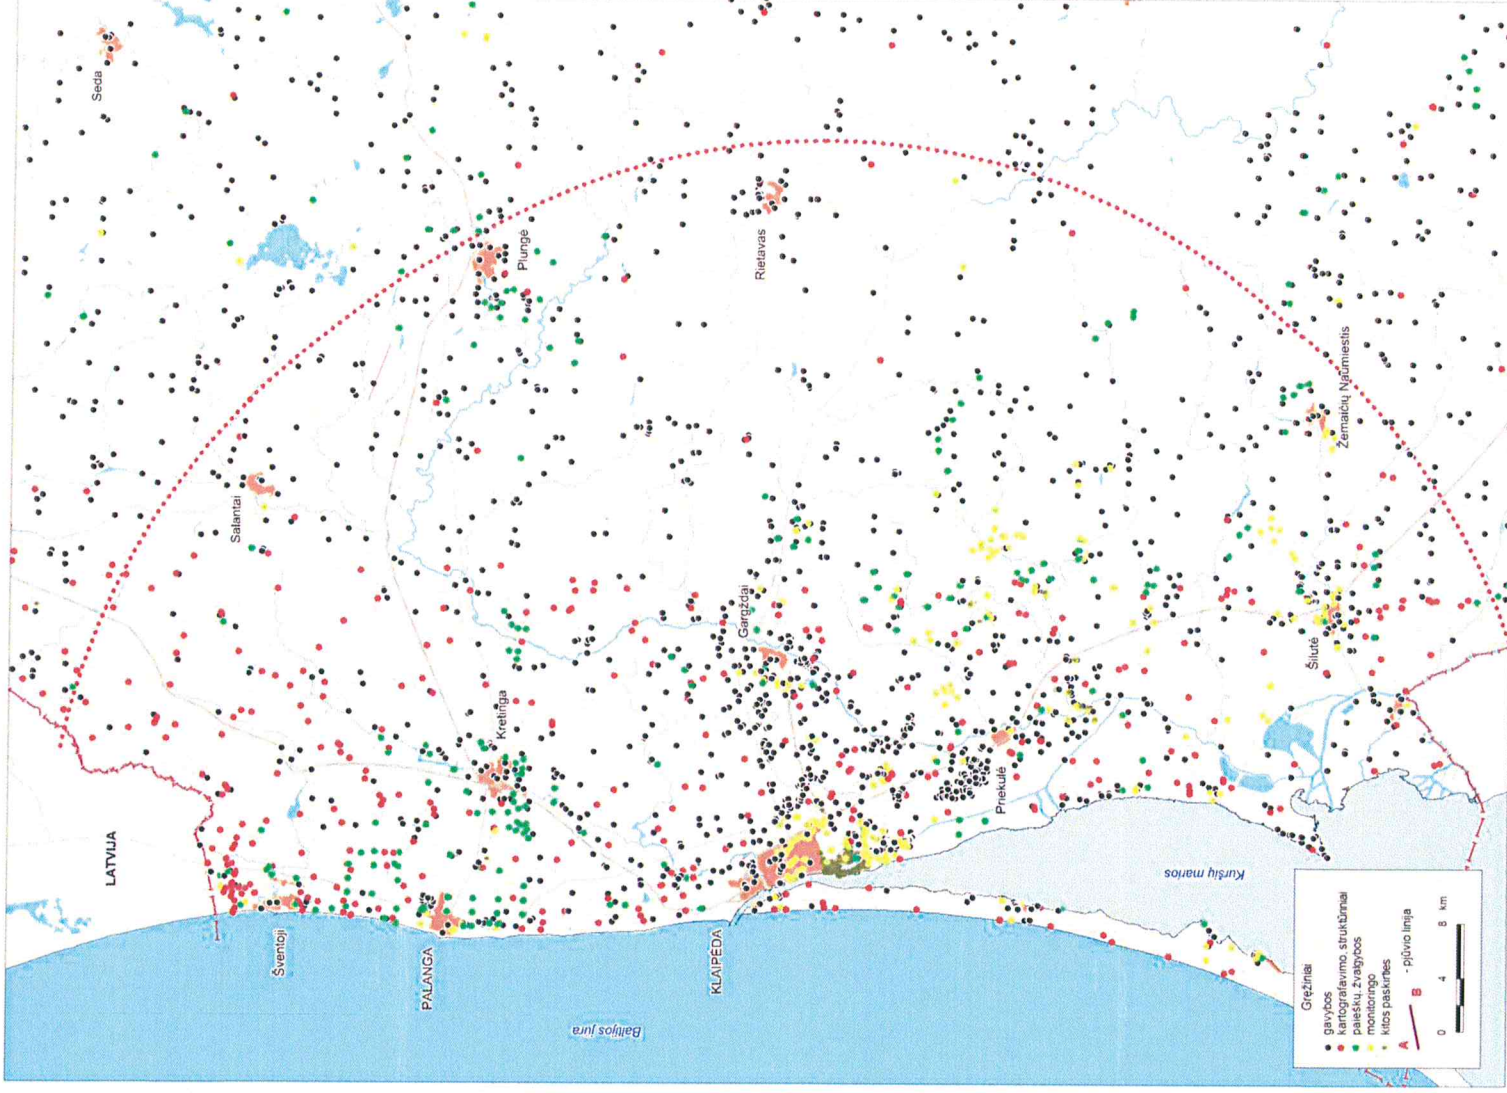 Seda
LATVIJA
Salantai
Plungė
Šventoji
PALANGA
Kretinga
Rietavas
Gargždai
KLAIPĖDA
Baltijos jūra
Priekulė
Kuršių marios
Šilutė
Žemaičių Naumiestis
Gręžiniai
gavybos
kartografavimo, struktūriniai
paieškų, žvalgybos
monitoringo
kitos paskirties
A B - pjūvio linija
0 4 8 km